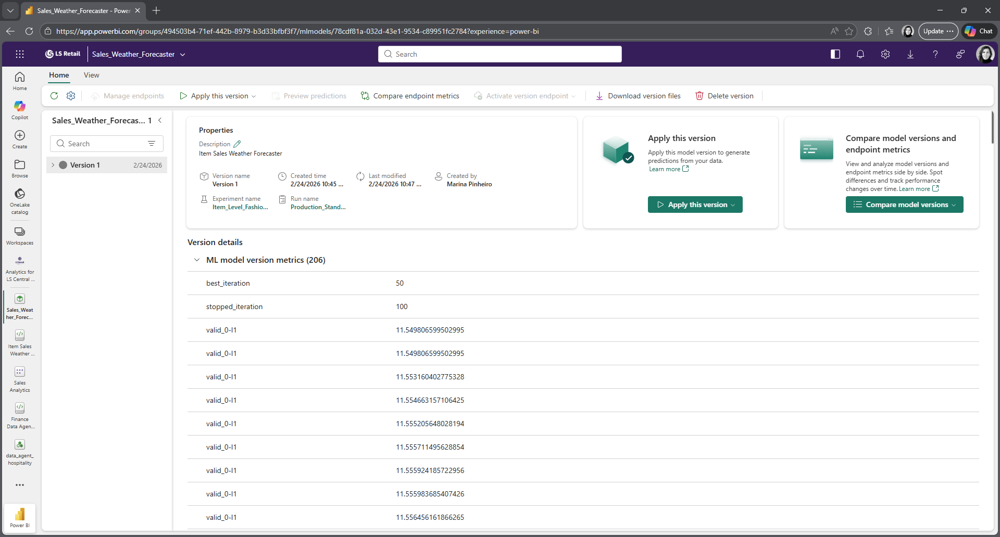 Sales_Weather_Forecaster - Power
https://app.powerbi.com/groups/494503b4-71ef-442b-8979-b3d33bfbf3f7/mlmodels/78cdf81a-032d-43e1-9534-c89951fc2784?experience=power-bi
Update
Chat
LS Retail
Sales_Weather_Forecaster
Search
Home
View
Manage endpoints
Apply this version
Preview predictions
Compare endpoint metrics
Activate version endpoint
Download version files
Delete version
Home
Copilot
Create
Browse
OneLake
catalog
Workspaces
Analytics for
LS Central ...
Sales_Weat
her_Forec...
Item Sales
Weather ...
Sales
Analytics
Finance
Data Agen...
data_agent_
hospitality
Power BI
Sales_Weather_Forecas... 1
Search
Version 1 2/24/2026
Properties
Description
Item Sales Weather Forecaster
Version name
Version 1
Created time
2/24/2026 10:45 ...
Last modified
2/24/2026 10:47 ...
Created by
Marina Pinheiro
Experiment name
Item_Level_Fashio...
Run name
Production_Stand...
Apply this version
Apply this model version to generate
predictions from your data.
Learn more
Apply this version
Compare model versions and
endpoint metrics
View and analyze model versions and
endpoint metrics side by side. Spot
differences and track performance
changes over time. Learn more
Compare model versions
Version details
ML model version metrics (206)
best_iteration 50
stopped_iteration 100
valid_0-l1 11.549806599502995
valid_0-l1 11.549806599502995
valid_0-l1 11.553160402775328
valid_0-l1 11.554663157106425
valid_0-l1 11.555205648028194
valid_0-l1 11.555711495628854
valid_0-l1 11.555924185722956
valid_0-l1 11.555983685407426
valid_0-l1 11.556456161866265